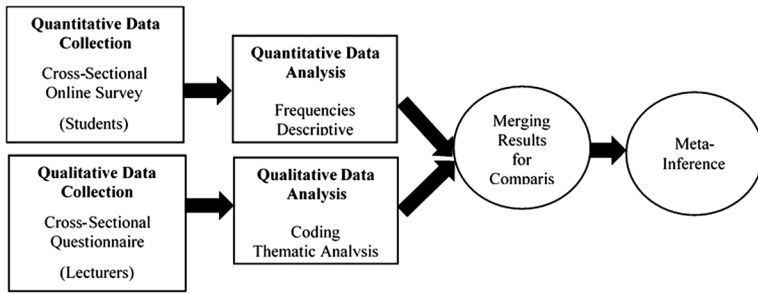 Quantitative Data
Collection
Cross-Sectional
Online Survey
(Students)
Quantitative Data
Analysis
Frequencies
Descriptive
Qualitative Data
Collection
Cross-Sectional
Questionnaire
(Lecturers)
Qualitative Data
Analysis
Coding
Thematic Analysis
Merging
Results
for
Comparis
Meta-
Inference